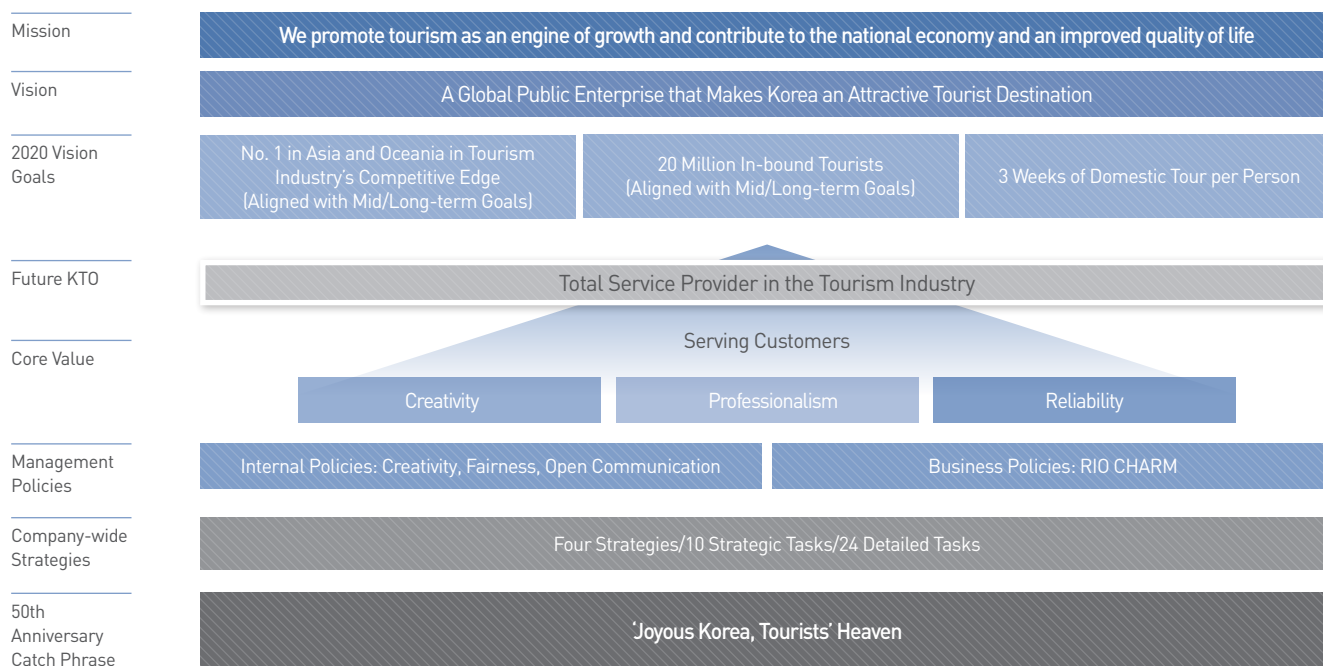 Mission
We promote tourism as an engine of growth and contribute to the national economy and an improved quality of life
Vision
A Global Public Enterprise that Makes Korea an Attractive Tourist Destination
2020 Vision
Goals
No. 1 in Asia and Oceania in Tourism
Industry's Competitive Edge
(Aligned with Mid/Long-term Goals)
20 Million In-bound Tourists
(Aligned with Mid/Long-term Goals)
3 Weeks of Domestic Tour per Person
Future KTO
Total Service Provider in the Tourism Industry
Core Value
Serving Customers
Creativity
Professionalism
Reliability
Management
Policies
Internal Policies: Creativity, Fairness, Open Communication
Business Policies: RIO CHARM
Company-wide
Strategies
Four Strategies/10 Strategic Tasks/24 Detailed Tasks
50th
Anniversary
Catch Phrase
‘Joyous Korea, Tourists’ Heaven